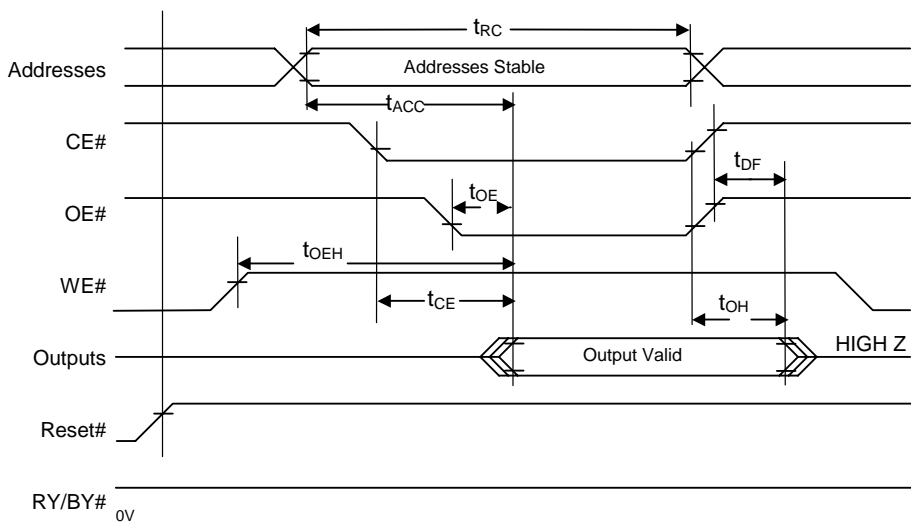 tRC
Addresses
Addresses Stable
tACC
CE#
tDF
tOE
OE#
tOEH
WE#
tCE
tOH
Outputs
Output Valid
HIGH Z
Reset#
RY/BY#
0V